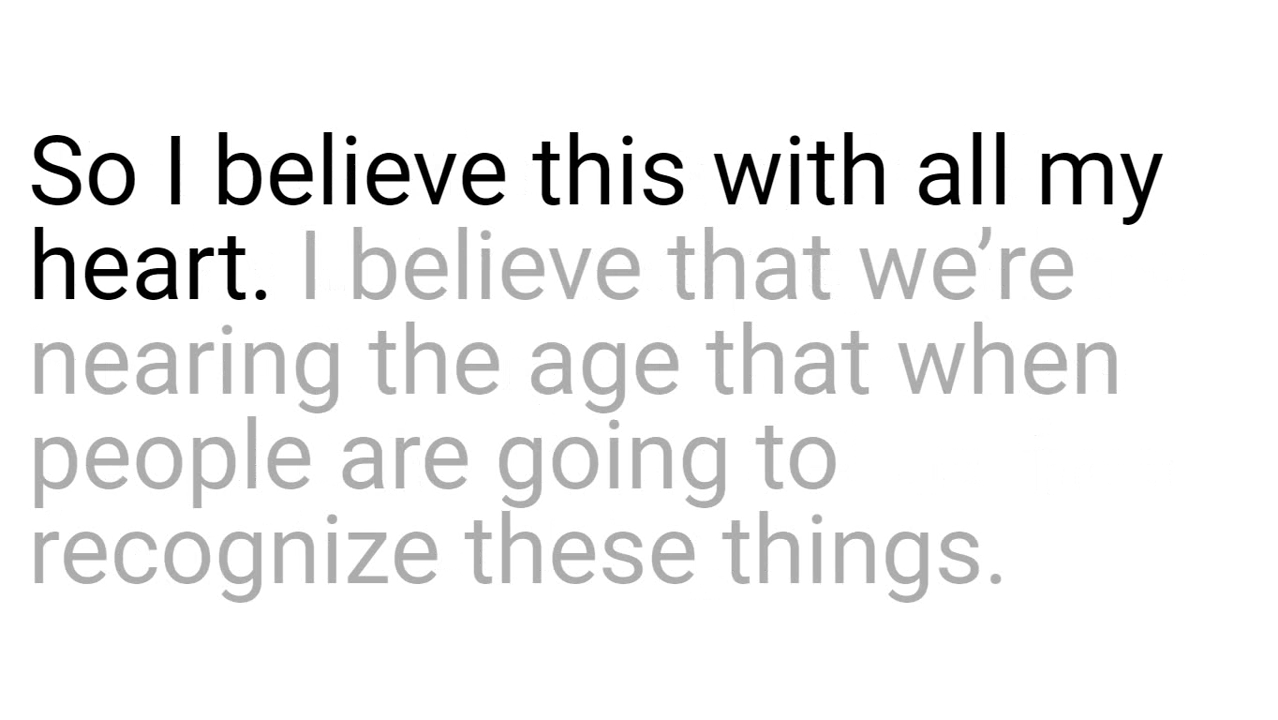 So I believe this with all my
heart. I believe that we’re
nearing the age that when
people are going to
recognize these things.